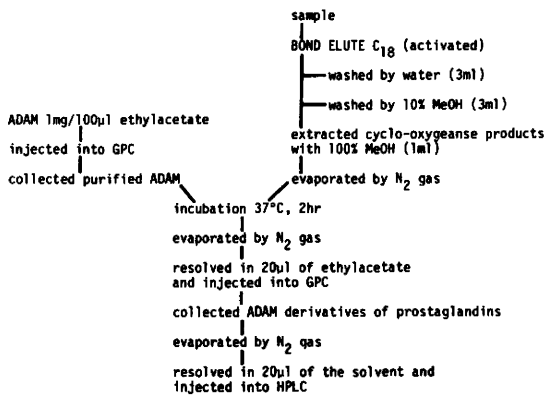 sample
BOND ELUTE C18 (activated)
washed by water (3ml)
washed by 10% MeOH (3ml)
extracted cyclo-oxygeanse products
with 100% MeOH (1ml)
evaporated by N2 gas
ADAM 1mg/100µl ethylacetate
injected into GPC
collected purified ADAM
incubation 37°C, 2hr
evaporated by N2 gas
resolved in 20µl of ethylacetate
and injected into GPC
collected ADAM derivatives of prostaglandins
evaporated by N2 gas
resolved in 20µl of the solvent and
injected into HPLC